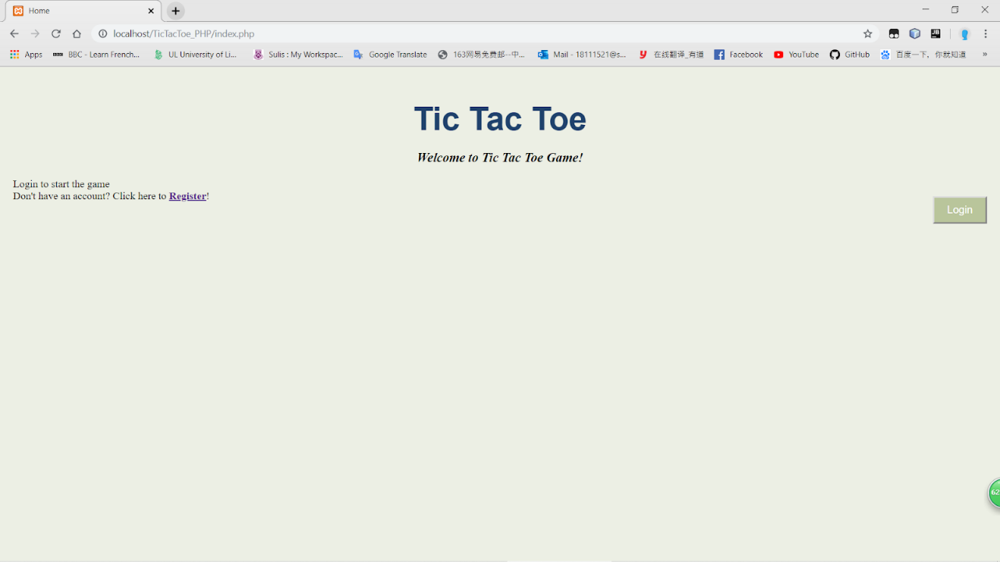 Home
localhost/TicTacToe_PHP/index.php
Apps BBC - Learn French... UL University of Li... Sulis : My Workspac... Google Translate 163网易免费邮--中... Mail - 18111521@s... 在线翻译_有道 Facebook YouTube GitHub 百度一下，你就知道 »
Tic Tac Toe
Welcome to Tic Tac Toe Game!
Login to start the game
Don't have an account? Click here to Register!
Login
62